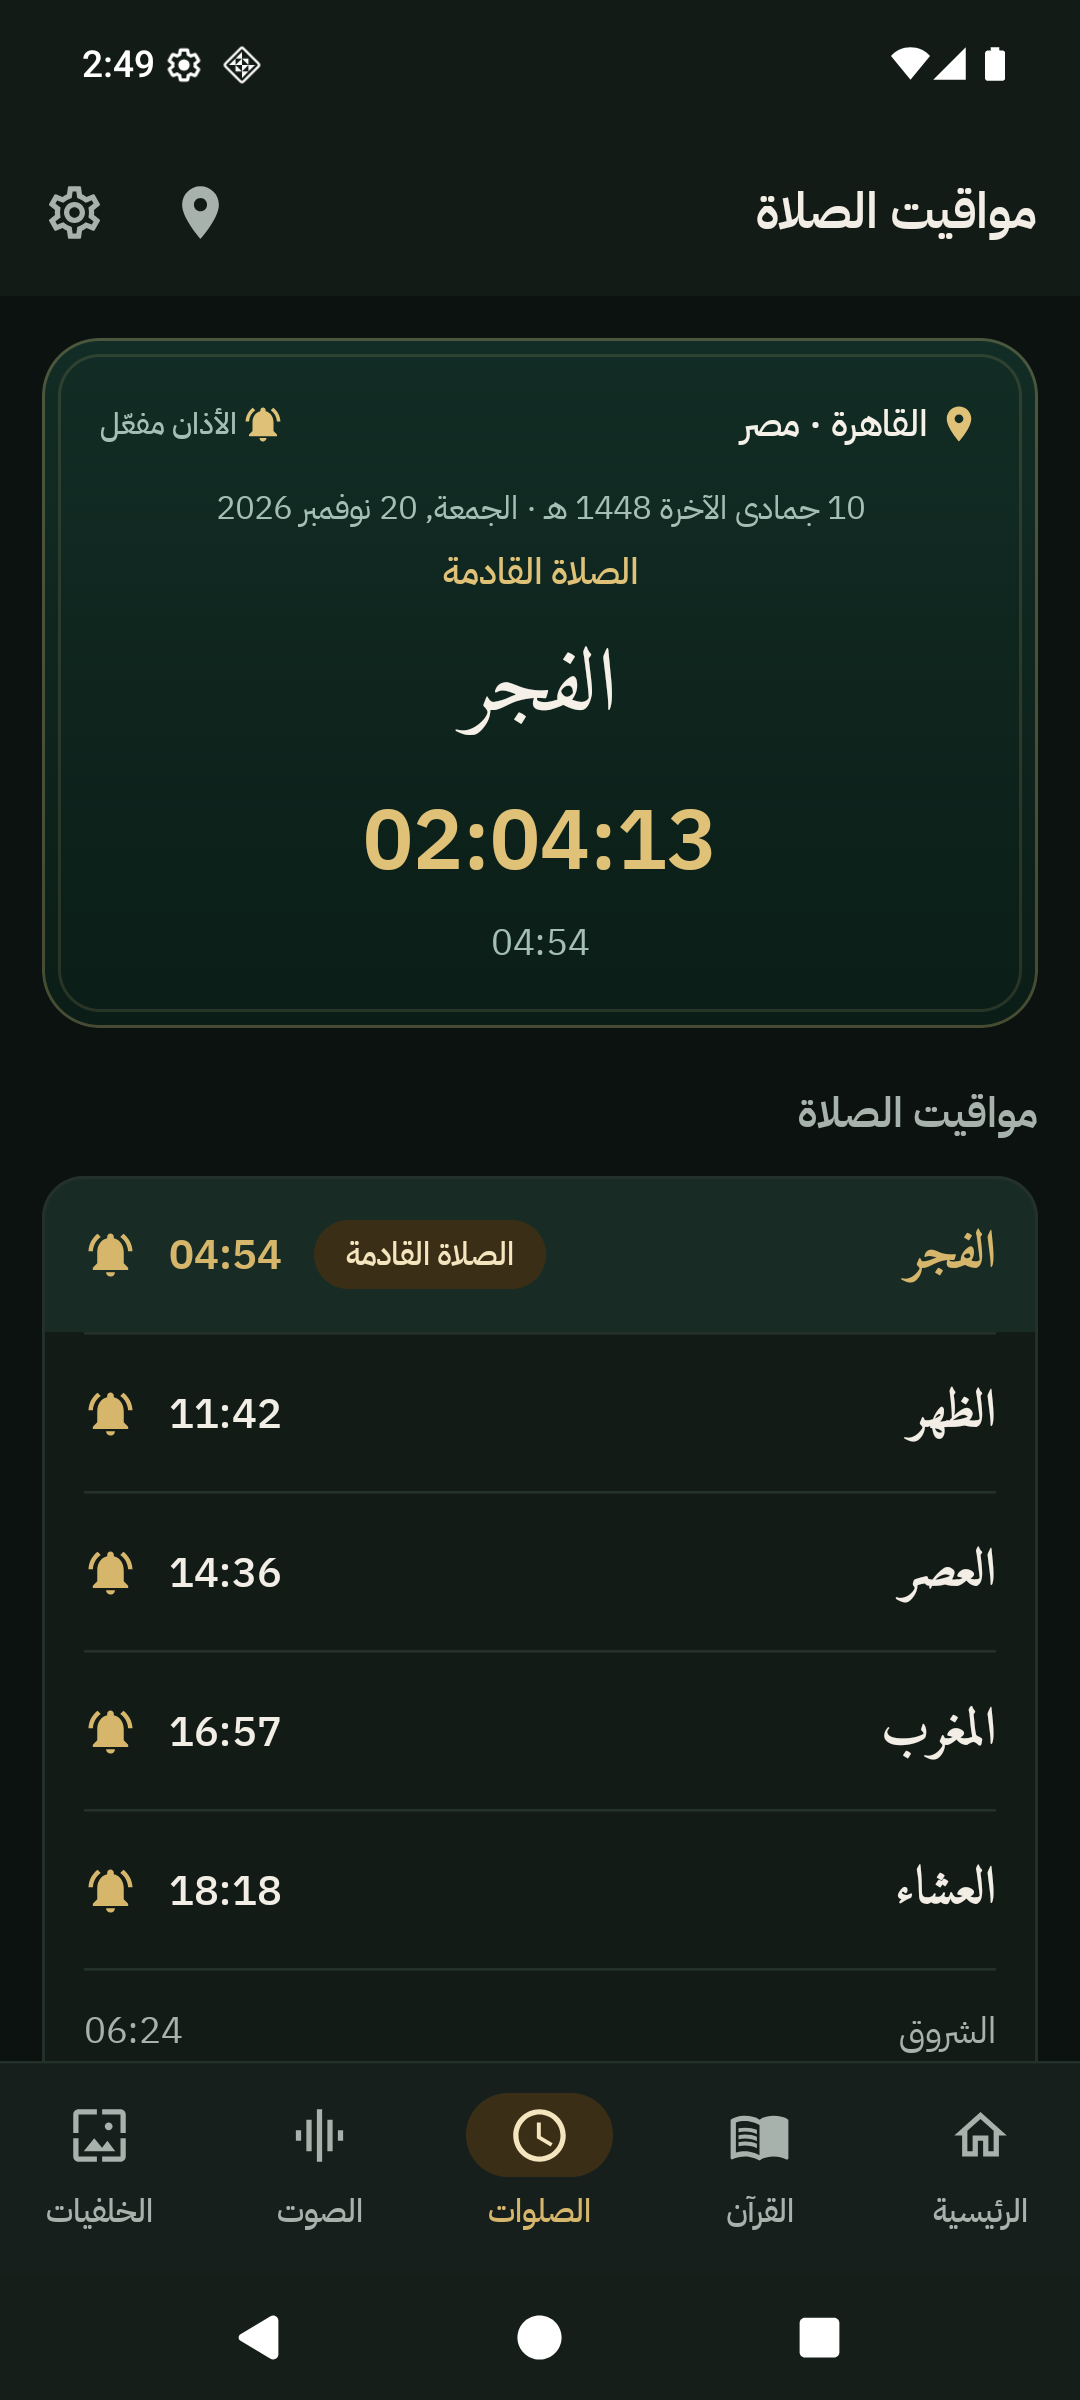 2:49
مواقيت الصلاة
القاهرة · مصر
الأذان مفعّل
10 جمادى الآخرة 1448 هـ · الجمعة, 20 نوفمبر 2026
الصلاة القادمة
الفجر
02:04:13
04:54
مواقيت الصلاة
الفجر الصلاة القادمة 04:54
الظهر 11:42
العصر 14:36
المغرب 16:57
العشاء 18:18
الشروق 06:24
الرئيسية القرآن الصلوات الصوت الخلفيات